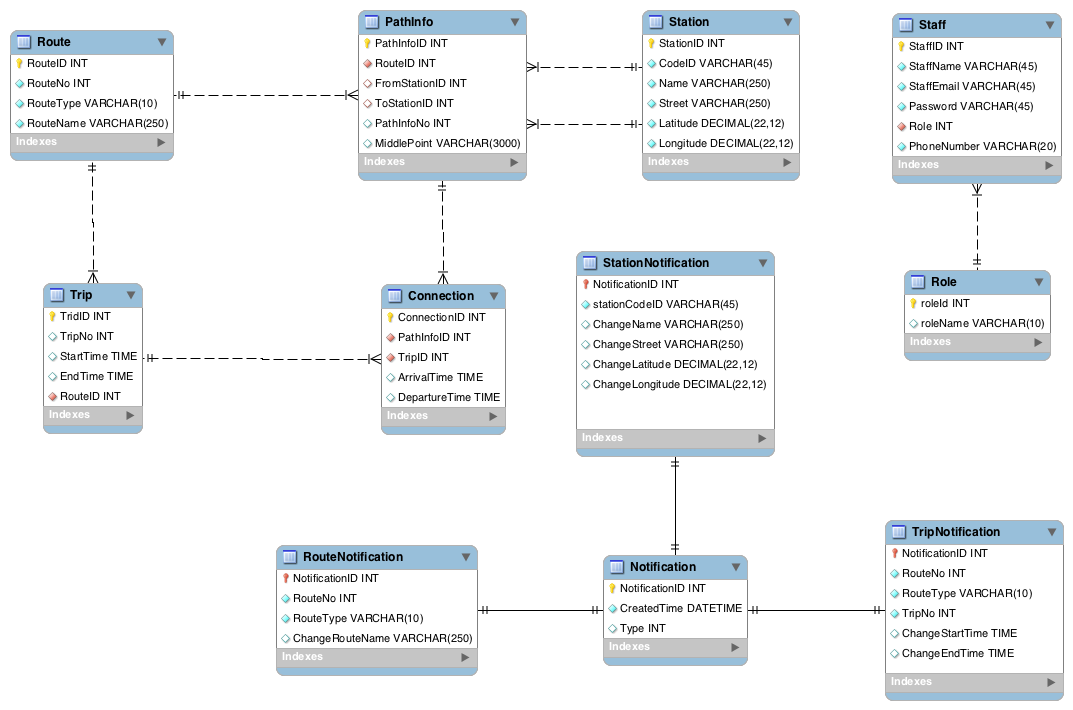 Route
RouteID INT
RouteNo INT
RouteType VARCHAR(10)
RouteName VARCHAR(250)
Indexes
PathInfo
PathInfoID INT
RouteID INT
FromStationID INT
ToStationID INT
PathInfoNo INT
MiddlePoint VARCHAR(3000)
Indexes
Station
StationID INT
CodeID VARCHAR(45)
Name VARCHAR(250)
Street VARCHAR(250)
Latitude DECIMAL(22,12)
Longitude DECIMAL(22,12)
Indexes
Staff
StaffID INT
StaffName VARCHAR(45)
StaffEmail VARCHAR(45)
Password VARCHAR(45)
Role INT
PhoneNumber VARCHAR(20)
Indexes
Trip
TridID INT
TripNo INT
StartTime TIME
EndTime TIME
RouteID INT
Indexes
Connection
ConnectionID INT
PathInfoID INT
TripID INT
ArrivalTime TIME
DepartureTime TIME
Indexes
StationNotification
NotificationID INT
stationCodeID VARCHAR(45)
ChangeName VARCHAR(250)
ChangeStreet VARCHAR(250)
ChangeLatitude DECIMAL(22,12)
ChangeLongitude DECIMAL(22,12)
Indexes
Role
roleId INT
roleName VARCHAR(10)
Indexes
RouteNotification
NotificationID INT
RouteNo INT
RouteType VARCHAR(10)
ChangeRouteName VARCHAR(250)
Indexes
Notification
NotificationID INT
CreatedTime DATETIME
Type INT
Indexes
TripNotification
NotificationID INT
RouteNo INT
RouteType VARCHAR(10)
TripNo INT
ChangeStartTime TIME
ChangeEndTime TIME
Indexes